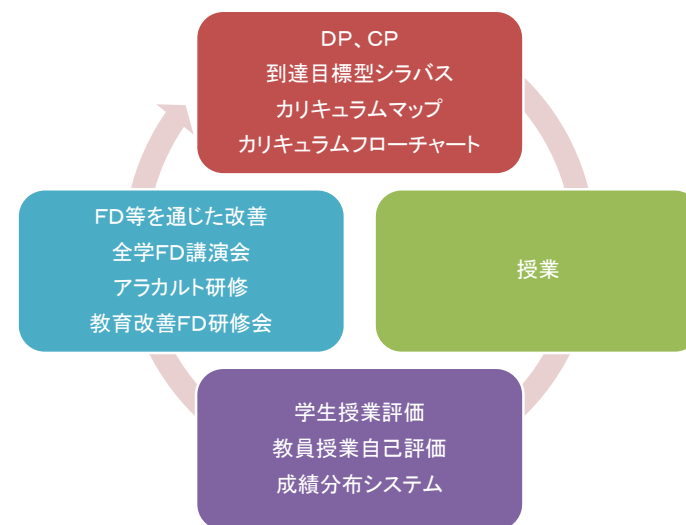 DP、CP
到達目標型シラバス
カリキュラムマップ
カリキュラムフローチャート
授業
学生授業評価
教員授業自己評価
成績分布システム
FD等を通じた改善
全学FD講演会
アラカルト研修
教育改善FD研修会